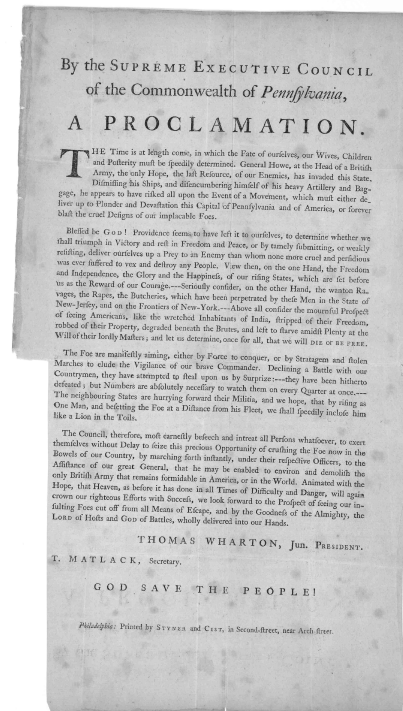 By the SUPREME EXECUTIVE COUNCIL
of the Commonwealth of Pennſylvania,
A PROCLAMATION.
THE Time is at length come, in which the Fate of ourſelves, our Wives, Children
and Poſterity muſt be ſpeedily determined. General Howe, at the Head of a Britiſh
Army, the only Hope, the laſt Reſource, of our Enemies, has invaded this State,
Diſmiſſing his Ships, and diſencumbering himſelf of his heavy Artillery and Bag-
gage, he appears to have riſked all upon the Event of a Movement, which muſt either de-
liver up to Plunder and Devaſtation this Capital of Pennſylvania and of America, or forever
blaſt the cruel Deſigns of our implacable Foes.
Bleſſed be GOD! Providence ſeems to have left it to ourſelves, to determine whether we
ſhall triumph in Victory and reſt in Freedom and Peace, or by tamely ſubmitting, or weakly
reſiſting, deliver ourſelves up a Prey to an Enemy than whom none more cruel and perfidious
was ever ſuffered to vex and deſtroy any People. View then, on the one Hand, the Freedom
and Independence, the Glory and the Happineſs, of our riſing States, which are ſet before
us as the Reward of our Courage.---Seriouſly conſider, on the other Hand, the wanton Ra-
vages, the Rapes, the Butcheries, which have been perpetrated by theſe Men in the State of
New-Jerſey, and on the Frontiers of New-York.---Above all conſider the mournful Proſpect
of ſeeing Americans, like the wretched Inhabitants of India, ſtripped of their Freedom,
robbed of their Property, degraded beneath the Brutes, and left to ſtarve amidſt Plenty at the
Will of their lordly Maſters; and let us determine, once for all, that we will DIE or BE FREE.
The Foe are manifeſtly aiming, either by Force to conquer, or by Stratagem and ſtolen
Marches to elude the Vigilance of our brave Commander. Declining a Battle with our
Countrymen, they have attempted to ſteal upon us by Surprize:---they have been hitherto
defeated; but Numbers are abſolutely neceſſary to watch them on every Quarter at once.---
The neighbouring States are hurrying forward their Militia, and we hope, that by riſing as
One Man, and beſetting the Foe at a Diſtance from his Fleet, we ſhall ſpeedily incloſe him
like a Lion in the Toils.
The Council, therefore, moſt earneſtly beſeech and intreat all Perſons whatſoever, to exert
themſelves without Delay to ſeize this precious Opportunity of cruſhing the Foe now in the
Bowels of our Country, by marching forth inſtantly, under their reſpective Officers, to the
Aſſiſtance of our great General, that he may be enabled to environ and demoliſh the
only Britiſh Army that remains formidable in America, or in the World. Animated with the
Hope, that Heaven, as before it has done in all Times of Difficulty and Danger, will again
crown our righteous Efforts with Succeſs, we look forward to the Proſpect of ſeeing our in-
ſulting Foes cut off from all Means of Eſcape, and by the Goodneſs of the Almighty, the
LORD of Hoſts and GOD of Battles, wholly delivered into our Hands.
THOMAS WHARTON, Jun. PRESIDENT.
T. MATLACK, Secretary.
GOD SAVE THE PEOPLE!
Philadelphia: Printed by STYNER and CIST, in Second-ſtreet, near Arch-ſtreet.